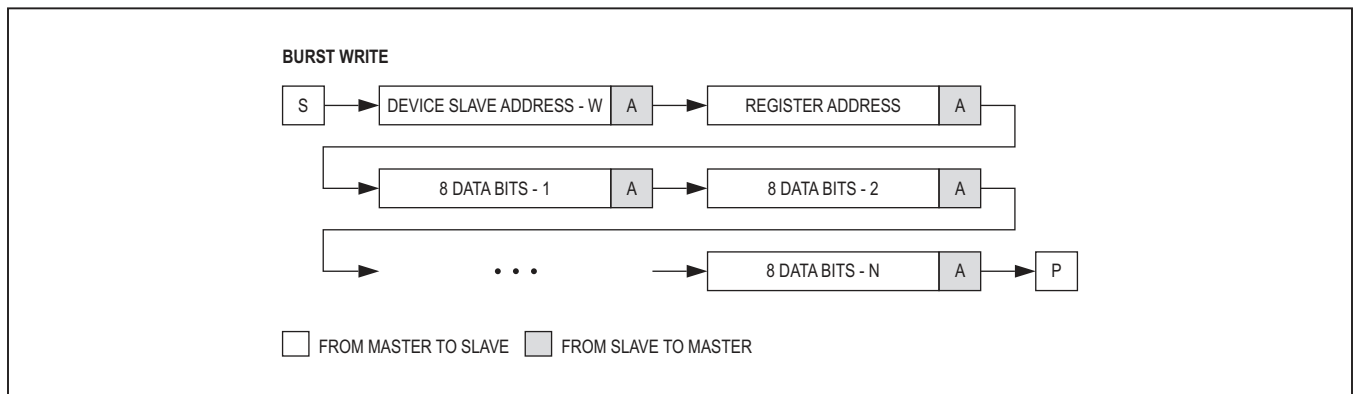 BURST WRITE
S DEVICE SLAVE ADDRESS - W A REGISTER ADDRESS A
8 DATA BITS - 1 A 8 DATA BITS - 2 A
• • • 8 DATA BITS - N A P
FROM MASTER TO SLAVE FROM SLAVE TO MASTER